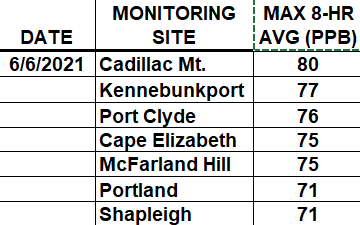 DATE MONITORING SITE MAX 8-HR AVG (PPB)
6/6/2021 Cadillac Mt. 80
Kennebunkport 77
Port Clyde 76
Cape Elizabeth 75
McFarland Hill 75
Portland 71
Shapleigh 71